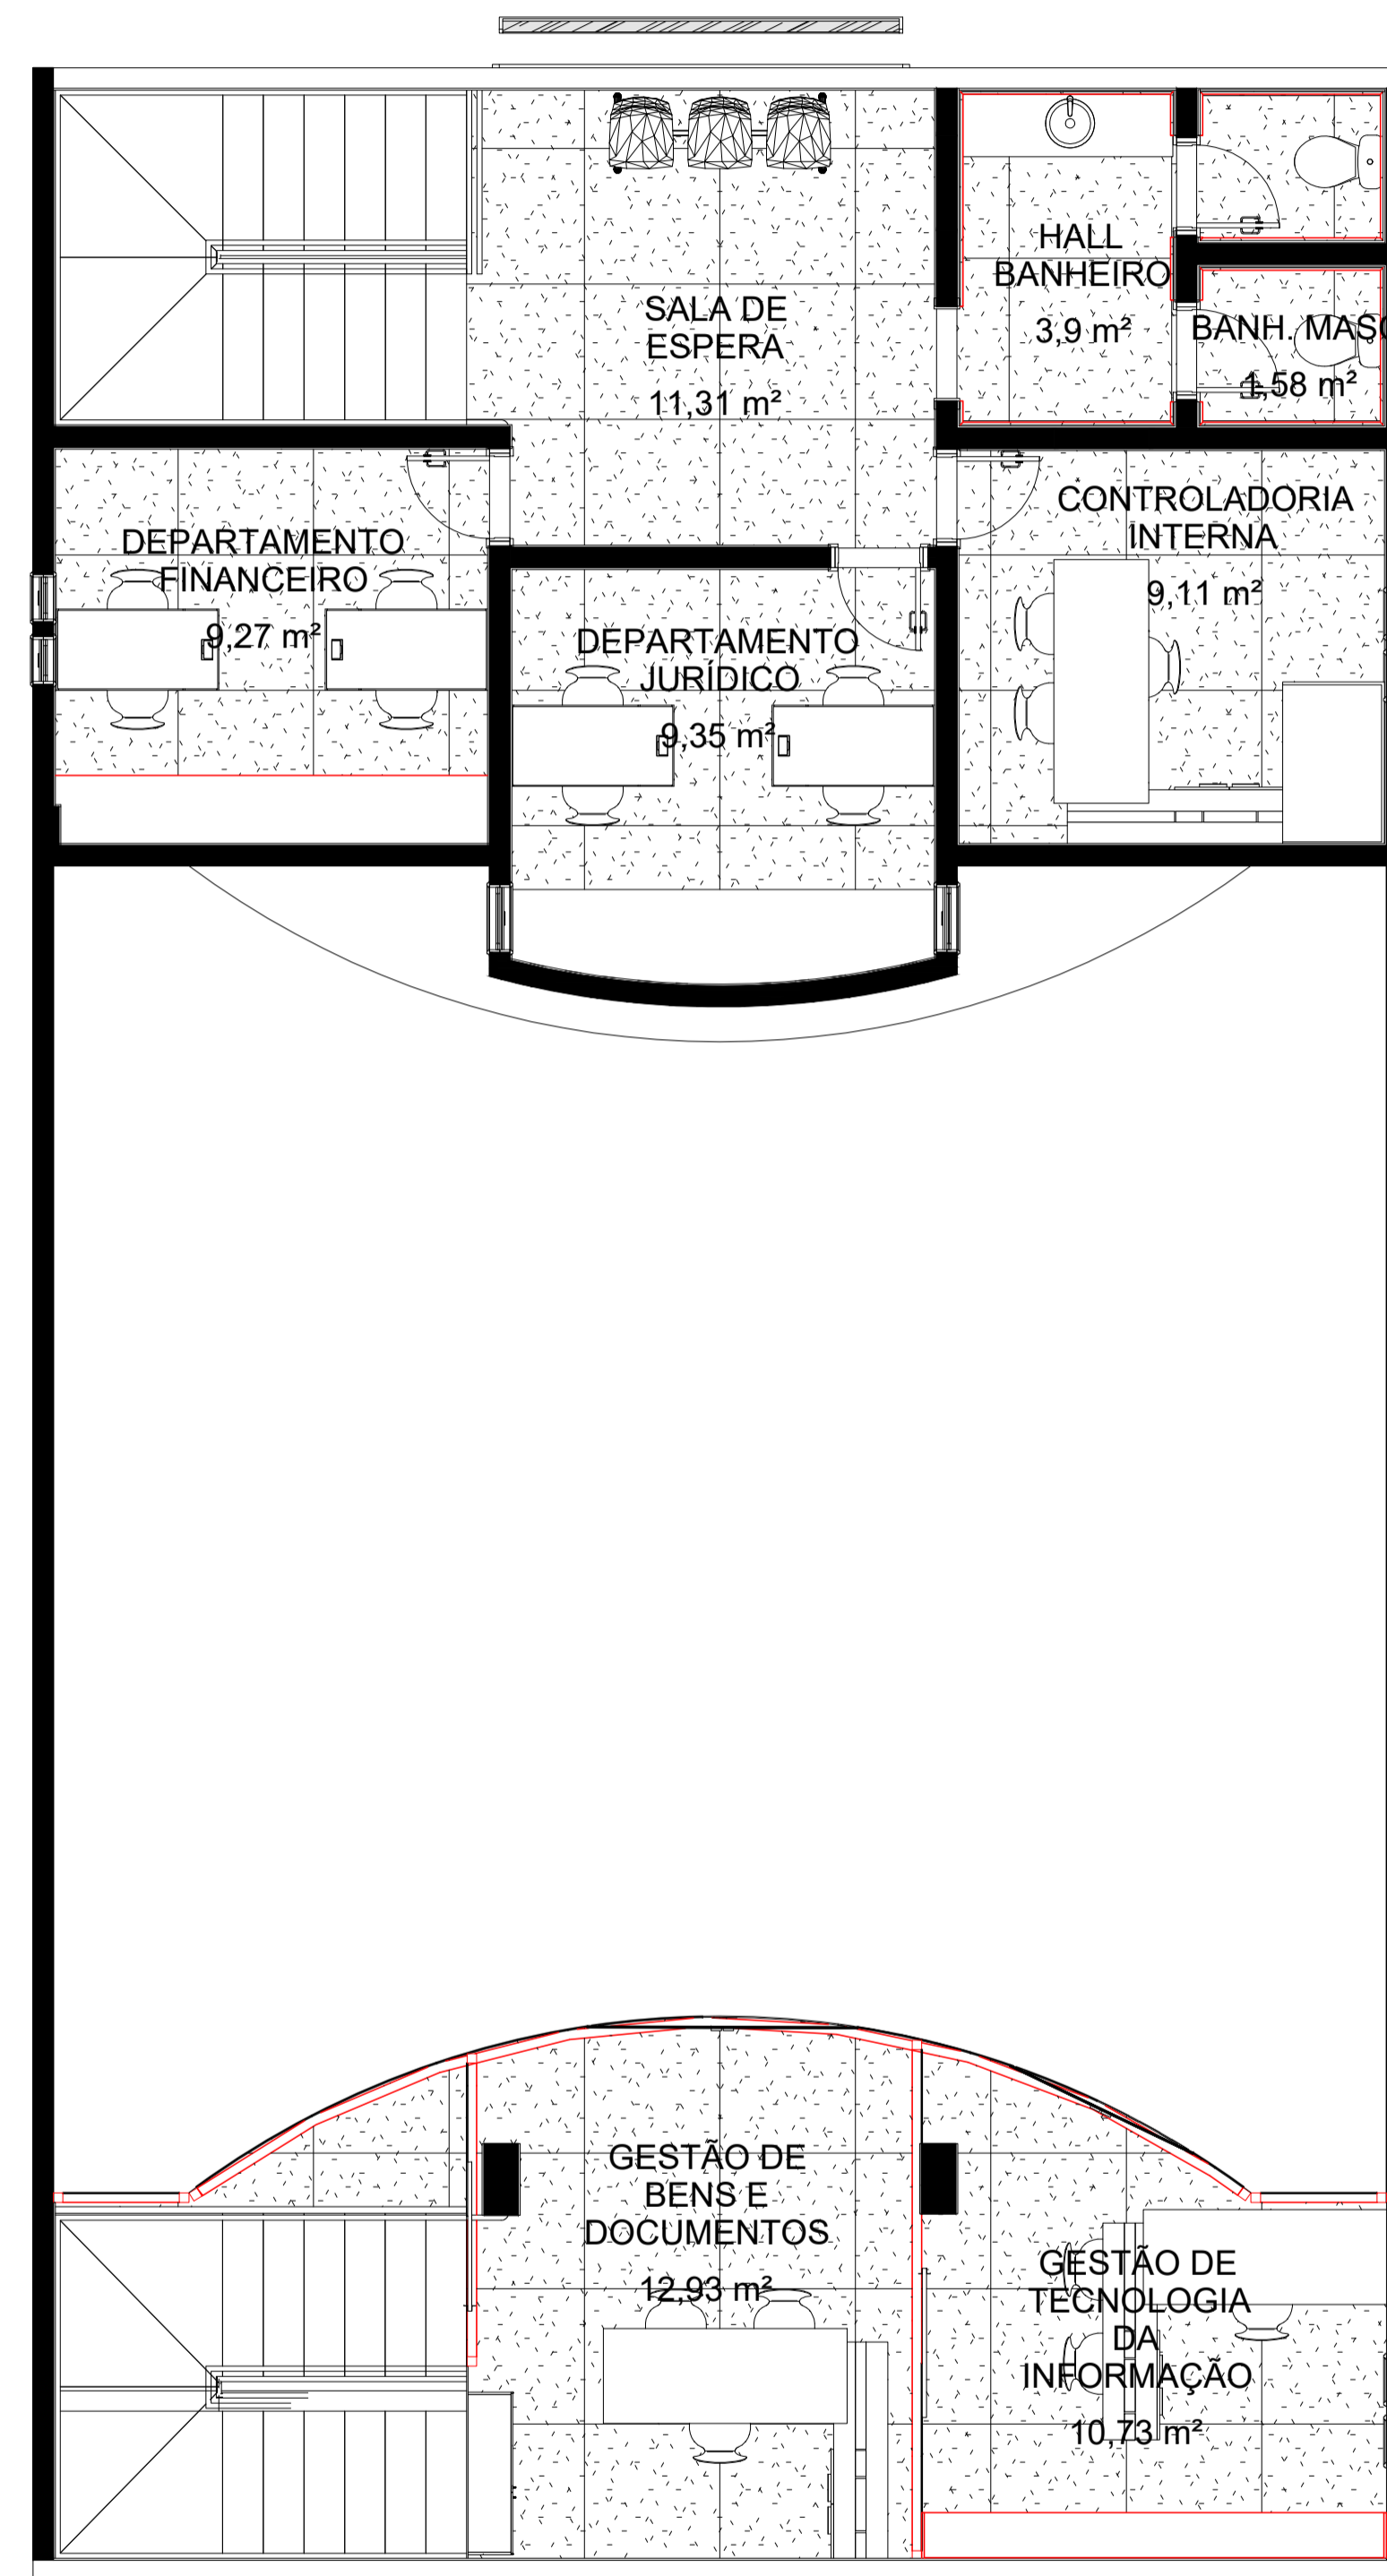 HALL
BANHEIRO
3,9 m²
SALA DE
ESPERA
11,31 m²
BANH. MASC
1,58 m²
CONTROLADORIA
INTERNA
9,11 m²
DEPARTAMENTO
FINANCEIRO
9,27 m²
DEPARTAMENTO
JURÍDICO
9,35 m²
GESTÃO DE
BENS E
DOCUMENTOS
12,93 m²
GESTÃO DE
TECNOLOGIA
DA
INFORMAÇÃO
10,73 m²